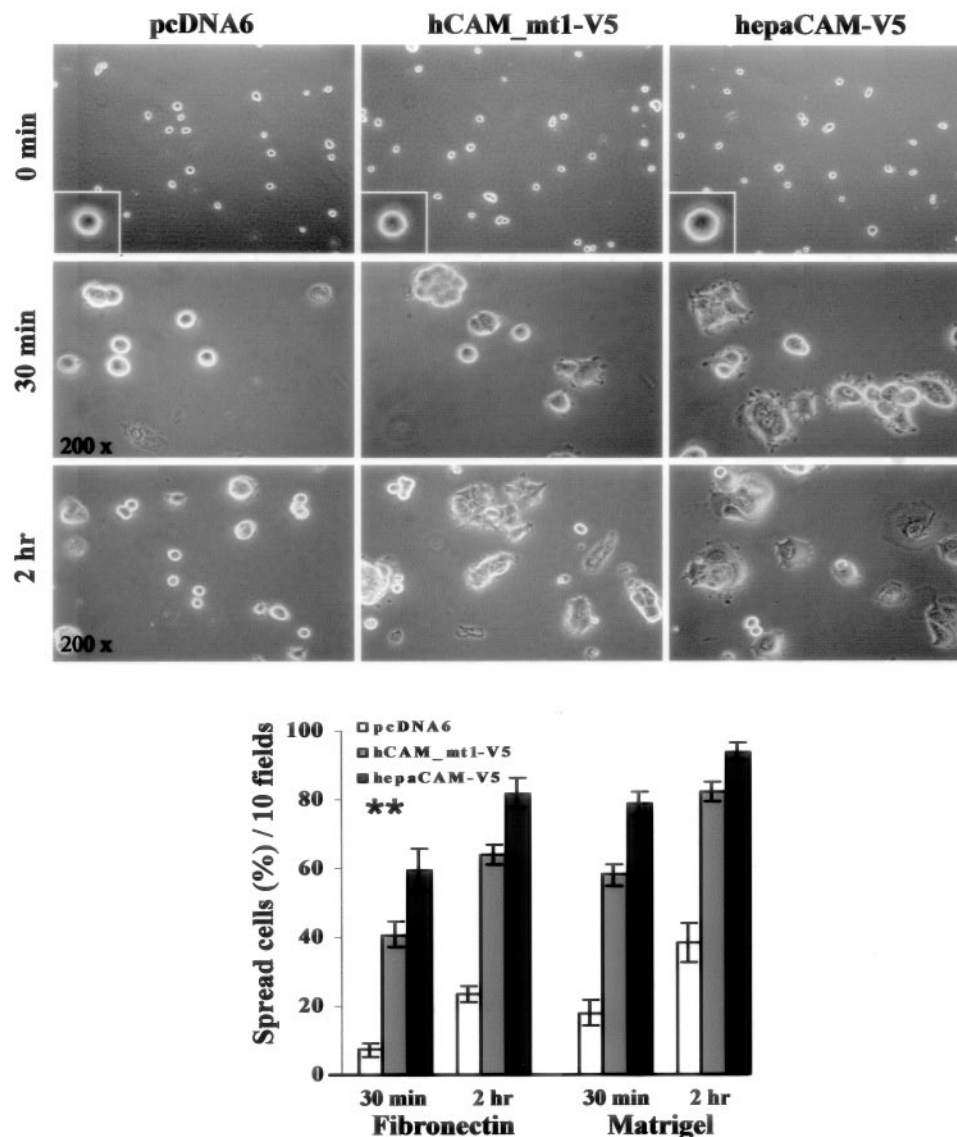 pcDNA6 hCAM_mt1-V5 hepaCAM-V5
0 min
30 min
200 x
2 hr
200 x
100
80
60
40
20
0
Spread cells (%) / 10 fields
pcDNA6
hCAM_mt1-V5
hepaCAM-V5
**
30 min 2 hr 30 min 2 hr
Fibronectin Matrigel